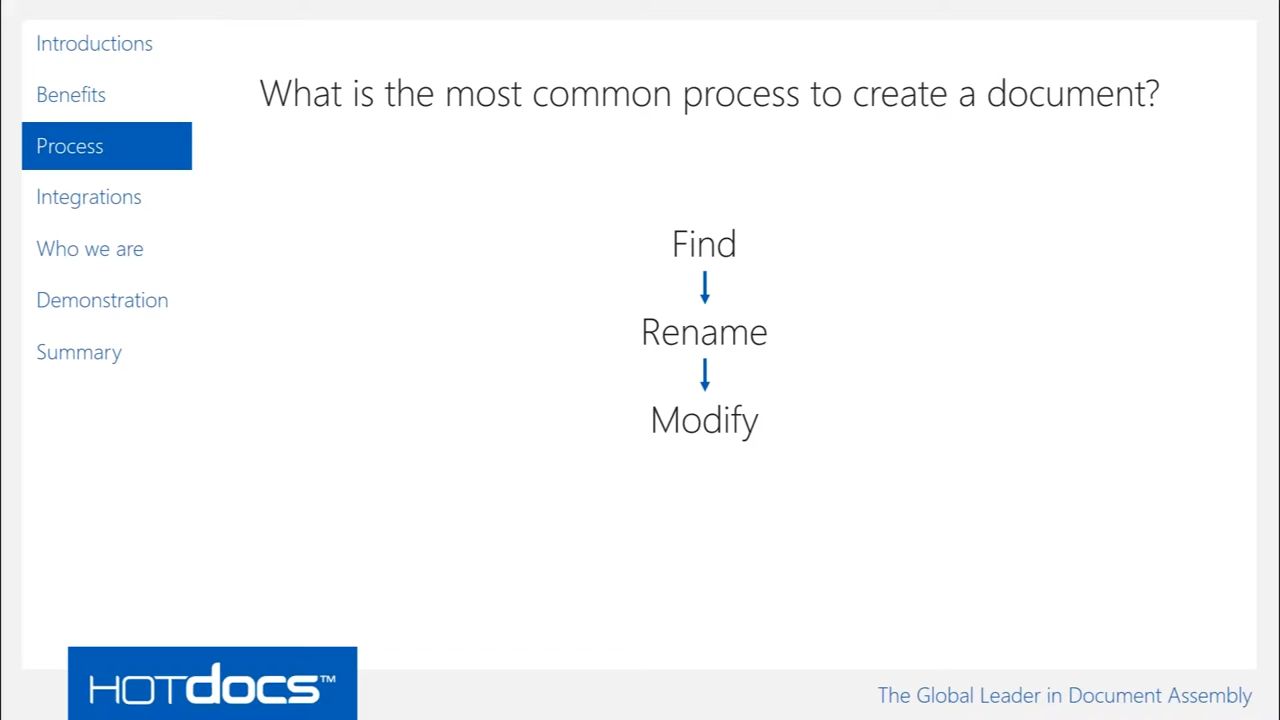 Introductions
Benefits
Process
Integrations
Who we are
Demonstration
Summary
What is the most common process to create a document?
Find
Rename
Modify
HOTdocs™
The Global Leader in Document Assembly